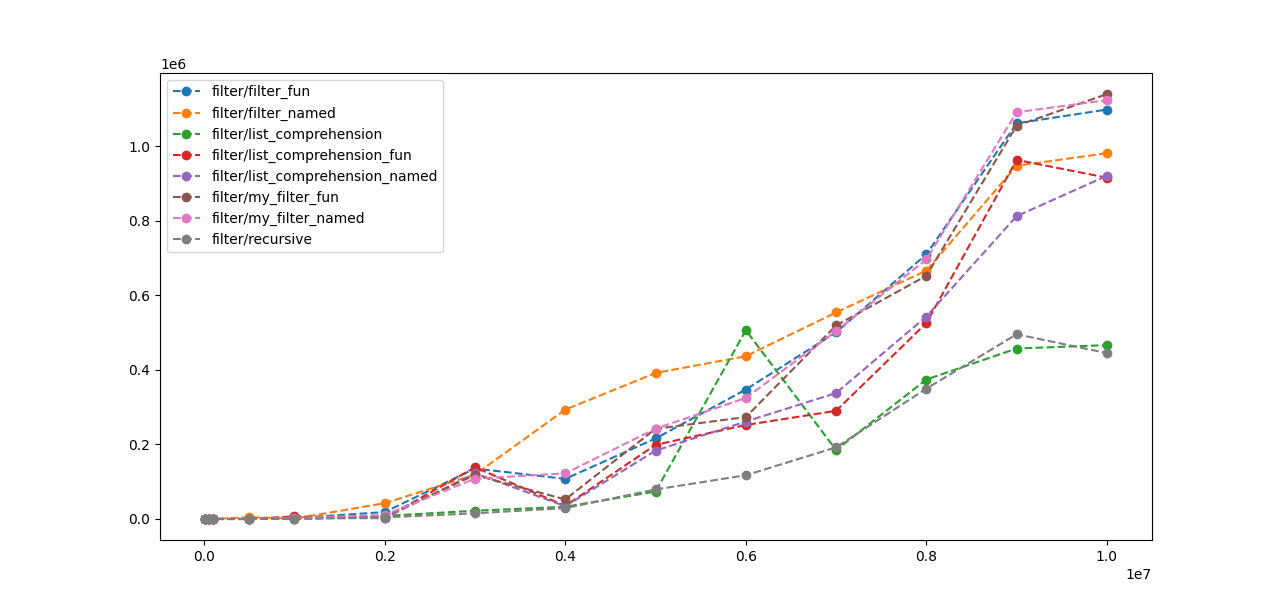 1e6
filter/filter_fun
filter/filter_named
filter/list_comprehension
filter/list_comprehension_fun
filter/list_comprehension_named
filter/my_filter_fun
filter/my_filter_named
filter/recursive
1.0
0.8
0.6
0.4
0.2
0.0
0.0 0.2 0.4 0.6 0.8 1.0
1e7